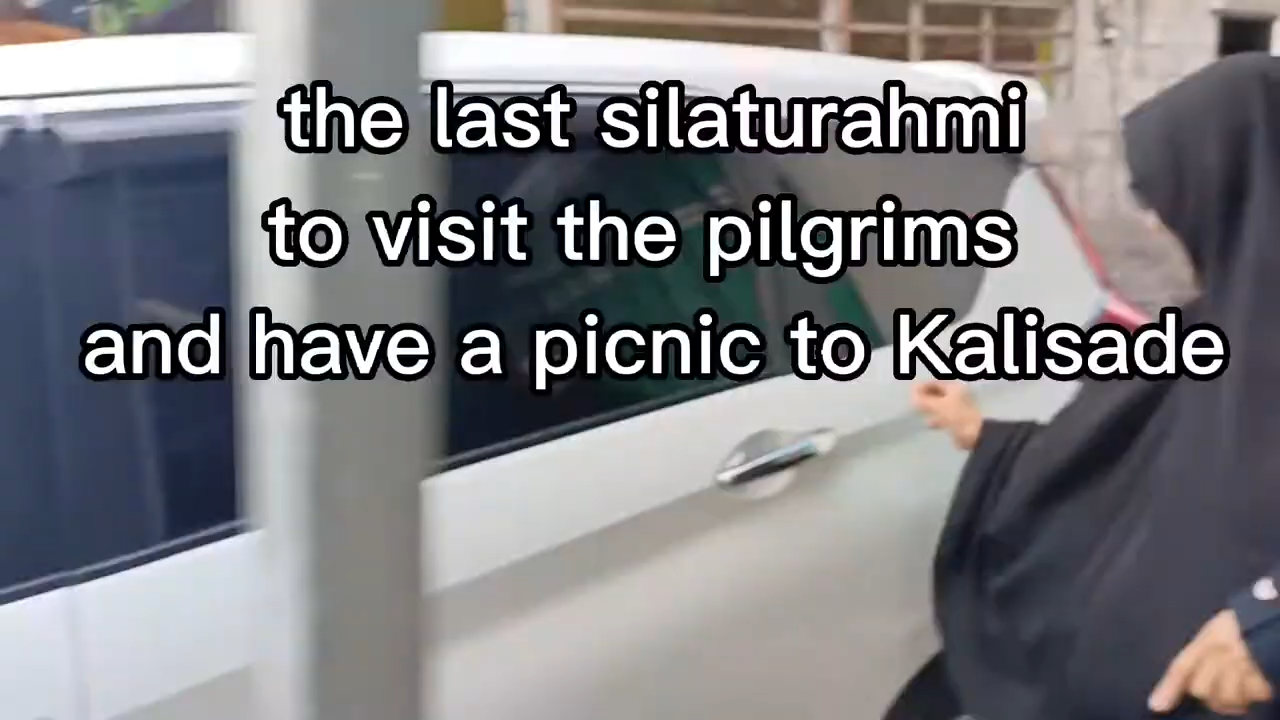 the last silaturahmi
to visit the pilgrims
and have a picnic to Kalisade